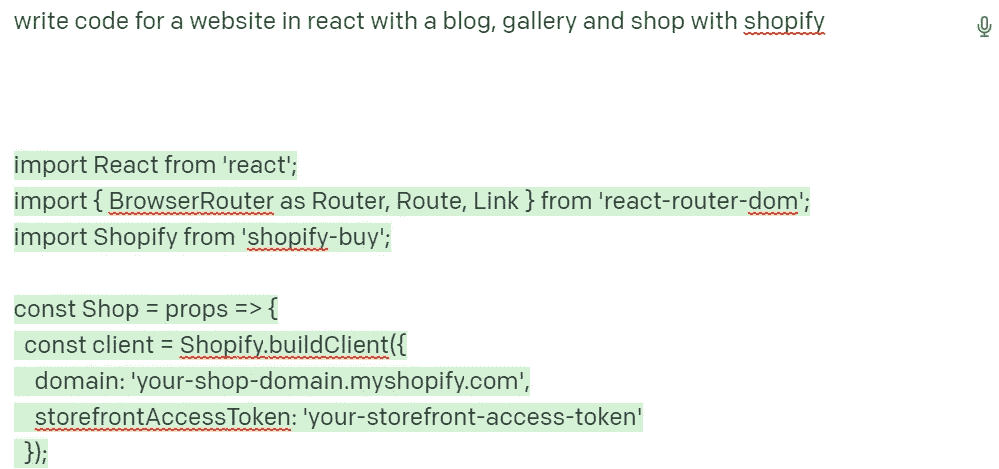 write code for a website in react with a blog, gallery and shop with shopify
import React from 'react';
import { BrowserRouter as Router, Route, Link } from 'react-router-dom';
import Shopify from 'shopify-buy';
const Shop = props => {
const client = Shopify.buildClient({
domain: 'your-shop-domain.myshopify.com',
storefrontAccessToken: 'your-storefront-access-token'
});